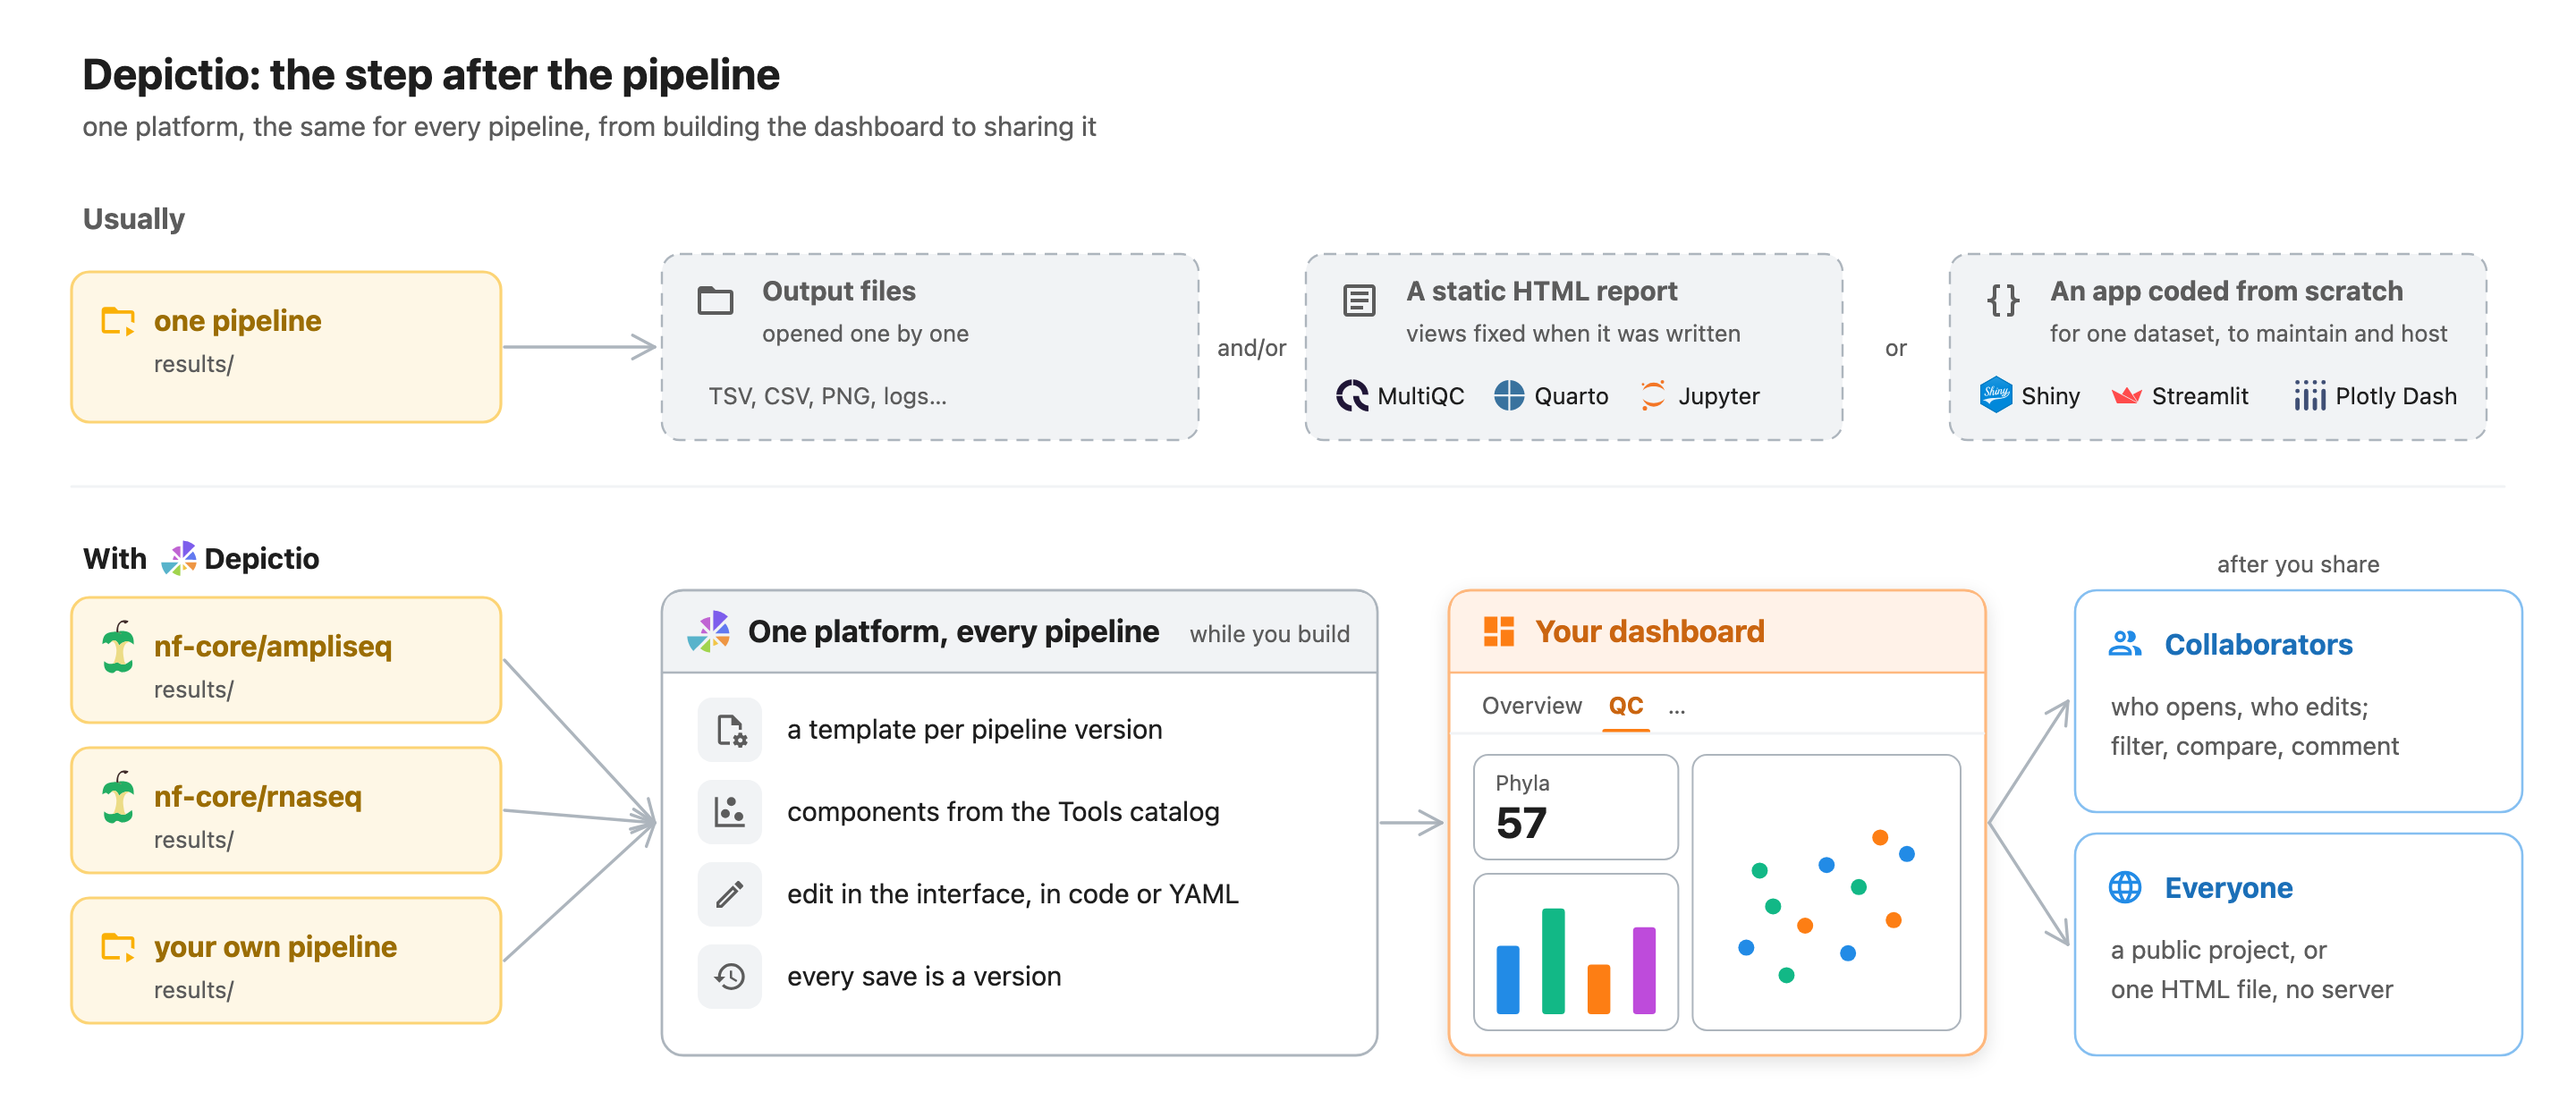 Depictio: the step after the pipeline
one platform, the same for every pipeline, from building the dashboard to sharing it
Usually
one pipeline
results/
Output files
opened one by one
TSV, CSV, PNG, logs...
and/or
A static HTML report
views fixed when it was written
MultiQC Quarto Jupyter
or
An app coded from scratch
for one dataset, to maintain and host
Shiny
Shiny Streamlit Plotly Dash
With Depictio
nf-core/ampliseq
results/
nf-core/rnaseq
results/
your own pipeline
results/
One platform, every pipeline while you build
a template per pipeline version
components from the Tools catalog
edit in the interface, in code or YAML
every save is a version
Your dashboard
Overview QC ...
Phyla
57
after you share
Collaborators
who opens, who edits;
filter, compare, comment
Everyone
a public project, or
one HTML file, no server